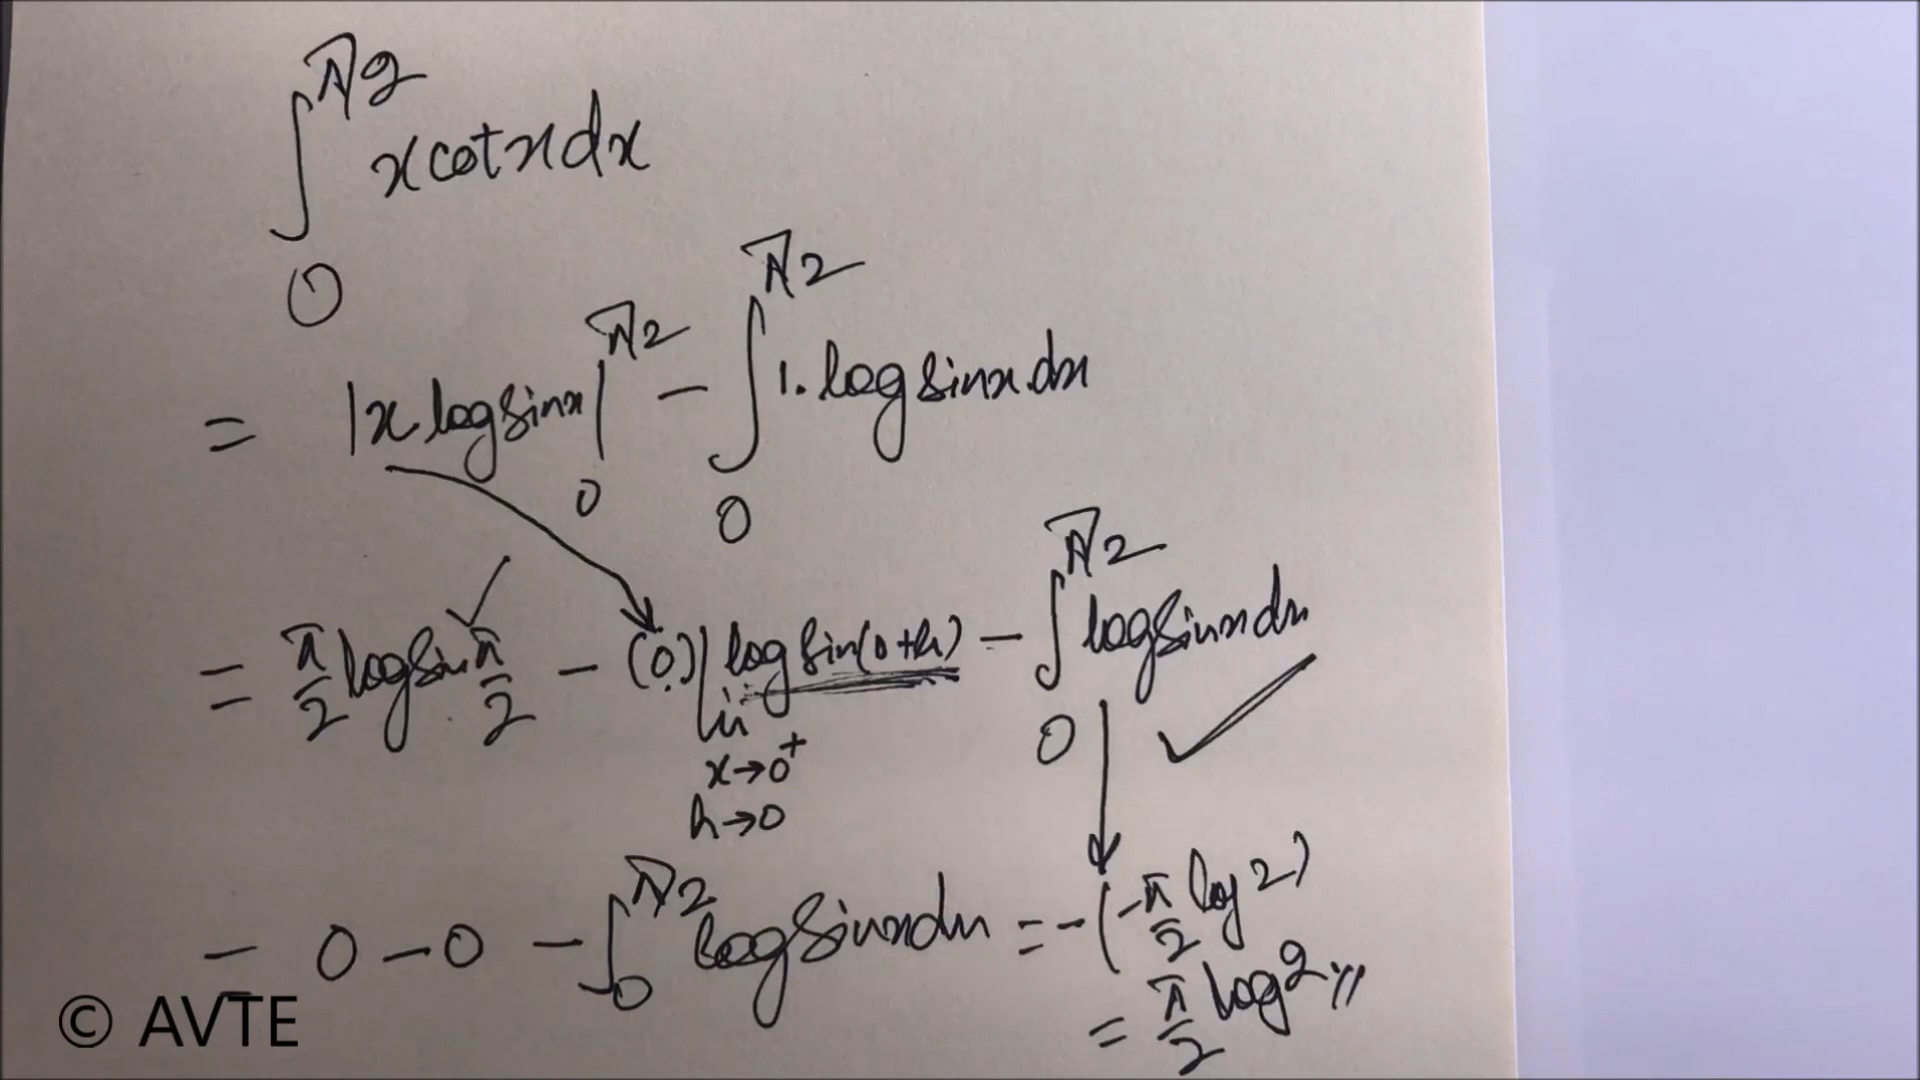 ∫₀^{π/2} x cot x dx
= |x log sin x|₀^{π/2} − ∫₀^{π/2} 1. log sin x. dx
= π/2 log sin π/2 − (0) log sin(0+h) − ∫₀^{π/2} log sin x dx
x→0⁺
h→0
= 0 − 0 − ∫₀^{π/2} log sin x dx = −(−π/2 log 2)
= π/2 log 2 //
© AVTE